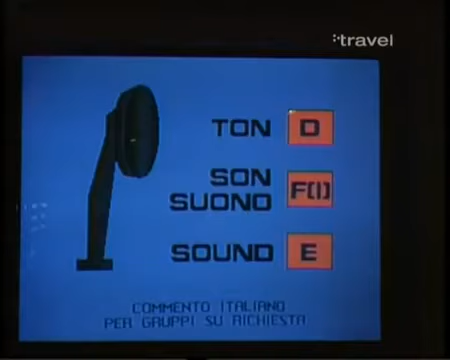 :travel
TON D
SON
SUONO F(I)
SOUND E
COMMENTO ITALIANO
PER GRUPPI SU RICHIESTA